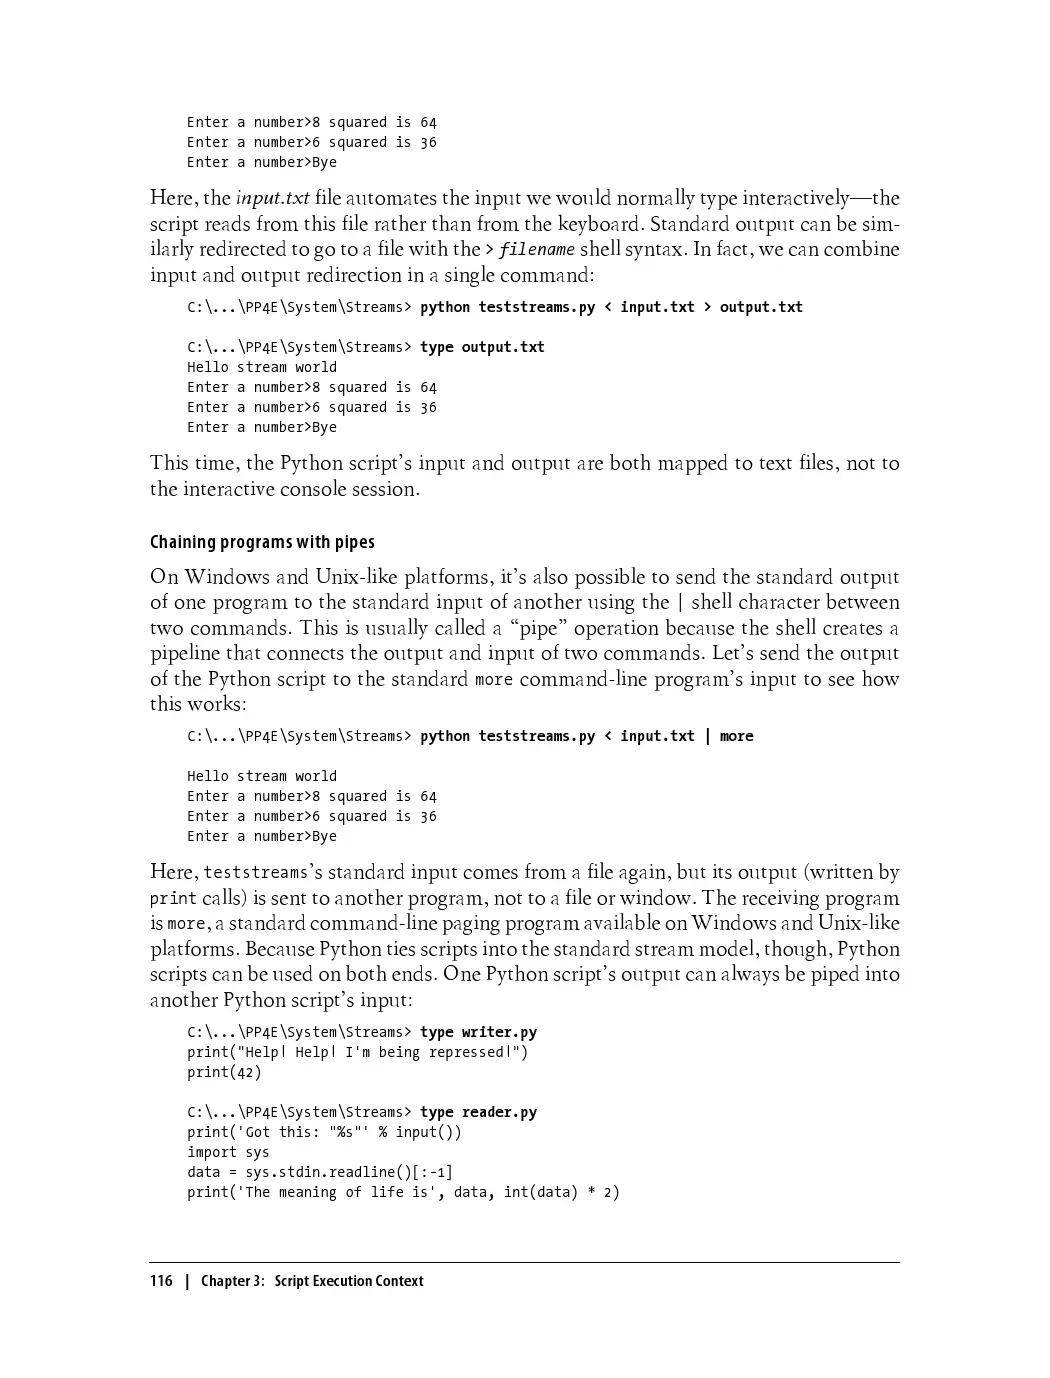 Enter a number>8 squared is 64
Enter a number>6 squared is 36
Enter a number>Bye
Here, the input.txt file automates the input we would normally type interactively—the
script reads from this file rather than from the keyboard. Standard output can be sim-
ilarly redirected to go to a file with the > filename shell syntax. In fact, we can combine
input and output redirection in a single command:
C:\...\PP4E\System\Streams> python teststreams.py < input.txt > output.txt
C:\...\PP4E\System\Streams> type output.txt
Hello stream world
Enter a number>8 squared is 64
Enter a number>6 squared is 36
Enter a number>Bye
This time, the Python script’s input and output are both mapped to text files, not to
the interactive console session.
Chaining programs with pipes
On Windows and Unix-like platforms, it’s also possible to send the standard output
of one program to the standard input of another using the | shell character between
two commands. This is usually called a “pipe” operation because the shell creates a
pipeline that connects the output and input of two commands. Let’s send the output
of the Python script to the standard more command-line program’s input to see how
this works:
C:\...\PP4E\System\Streams> python teststreams.py < input.txt | more
Hello stream world
Enter a number>8 squared is 64
Enter a number>6 squared is 36
Enter a number>Bye
Here, teststreams’s standard input comes from a file again, but its output (written by
print calls) is sent to another program, not to a file or window. The receiving program
is more, a standard command-line paging program available on Windows and Unix-like
platforms. Because Python ties scripts into the standard stream model, though, Python
scripts can be used on both ends. One Python script’s output can always be piped into
another Python script’s input:
C:\...\PP4E\System\Streams> type writer.py
print("Help! Help! I'm being repressed!")
print(42)
C:\...\PP4E\System\Streams> type reader.py
print('Got this: "%s"' % input())
import sys
data = sys.stdin.readline()[:-1]
print('The meaning of life is', data, int(data) * 2)
116 | Chapter 3: Script Execution Context